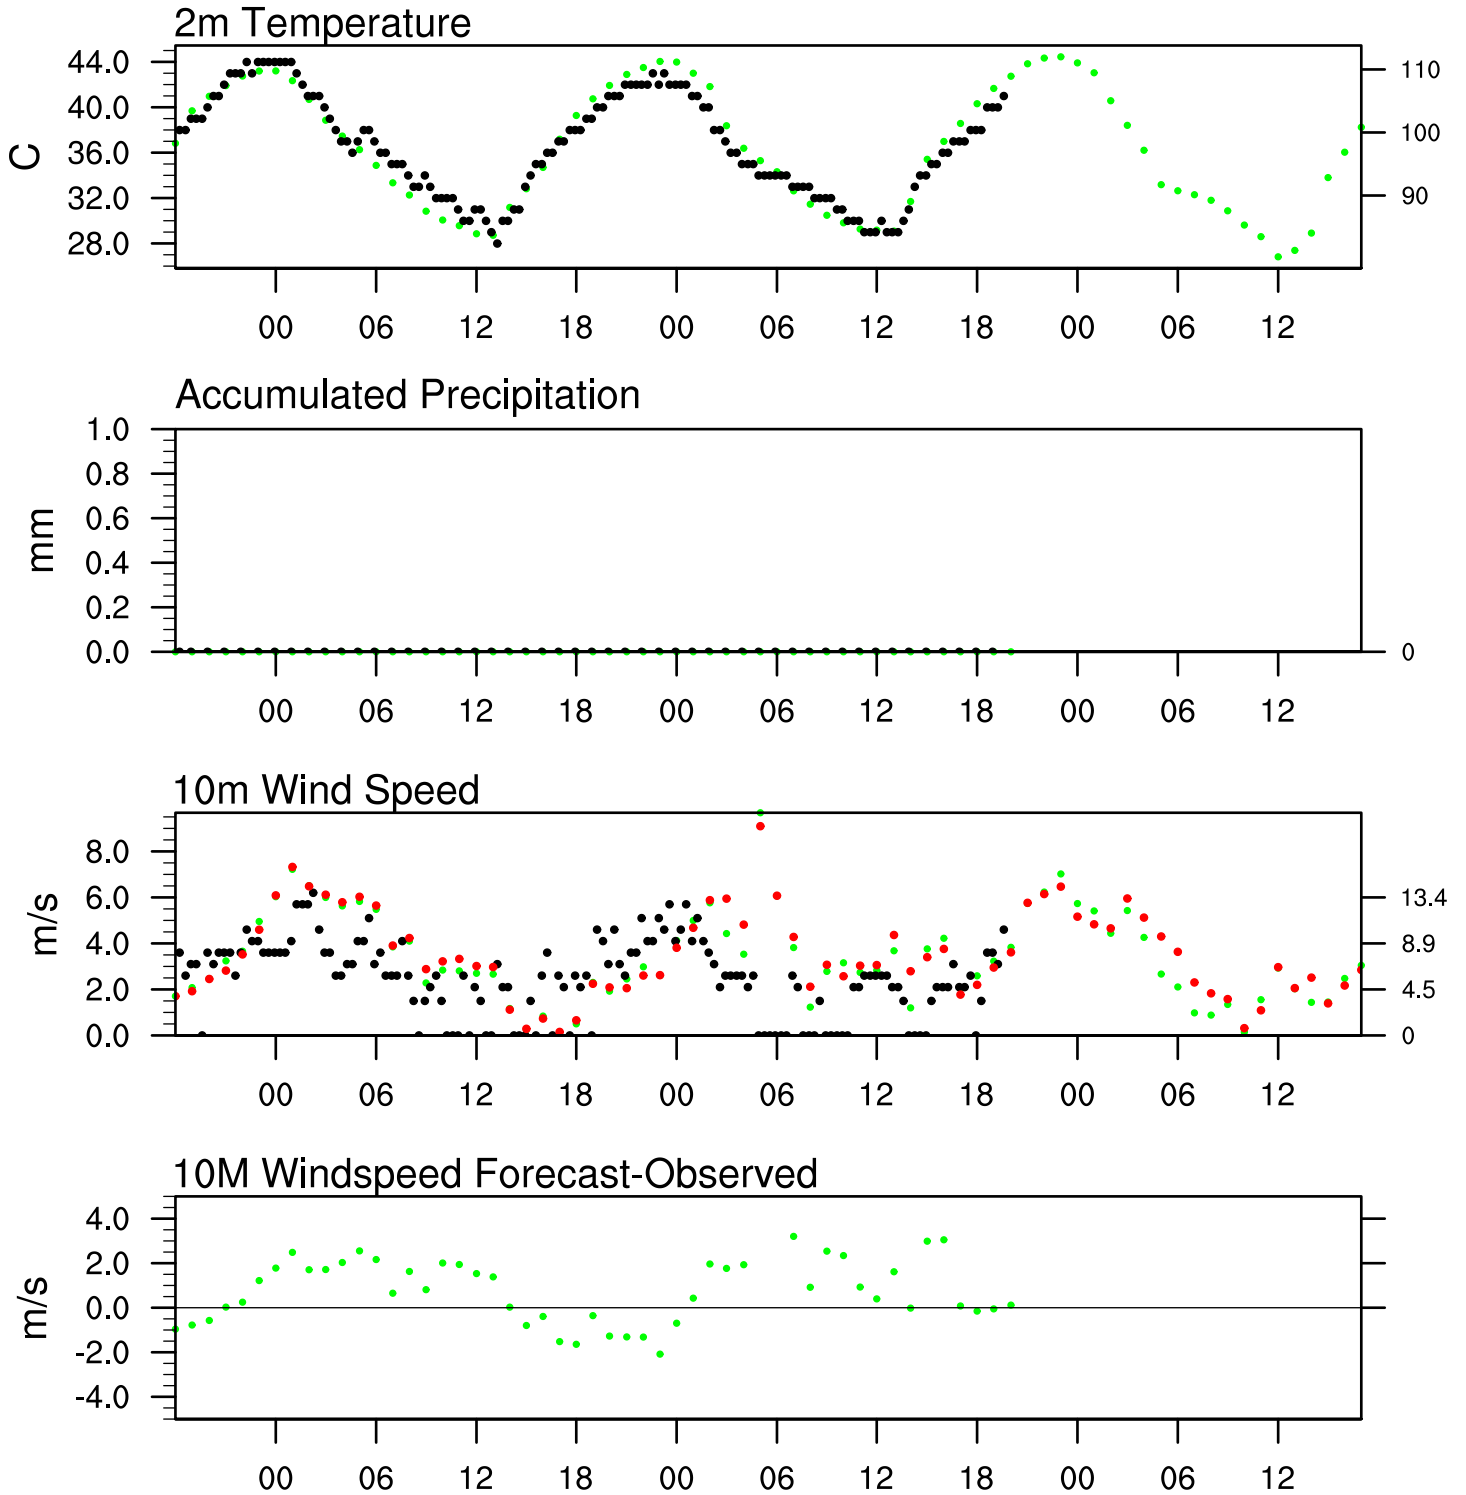 2m Temperature
44.0
40.0
36.0
32.0
28.0
C
110
100
90
00 06 12 18 00 06 12 18 00 06 12
Accumulated Precipitation
1.0
0.8
0.6
0.4
0.2
0.0
mm
0
00 06 12 18 00 06 12 18 00 06 12
10m Wind Speed
8.0
6.0
4.0
2.0
0.0
m/s
13.4
8.9
4.5
0
00 06 12 18 00 06 12 18 00 06 12
10M Windspeed Forecast-Observed
4.0
2.0
0.0
-2.0
-4.0
m/s
00 06 12 18 00 06 12 18 00 06 12